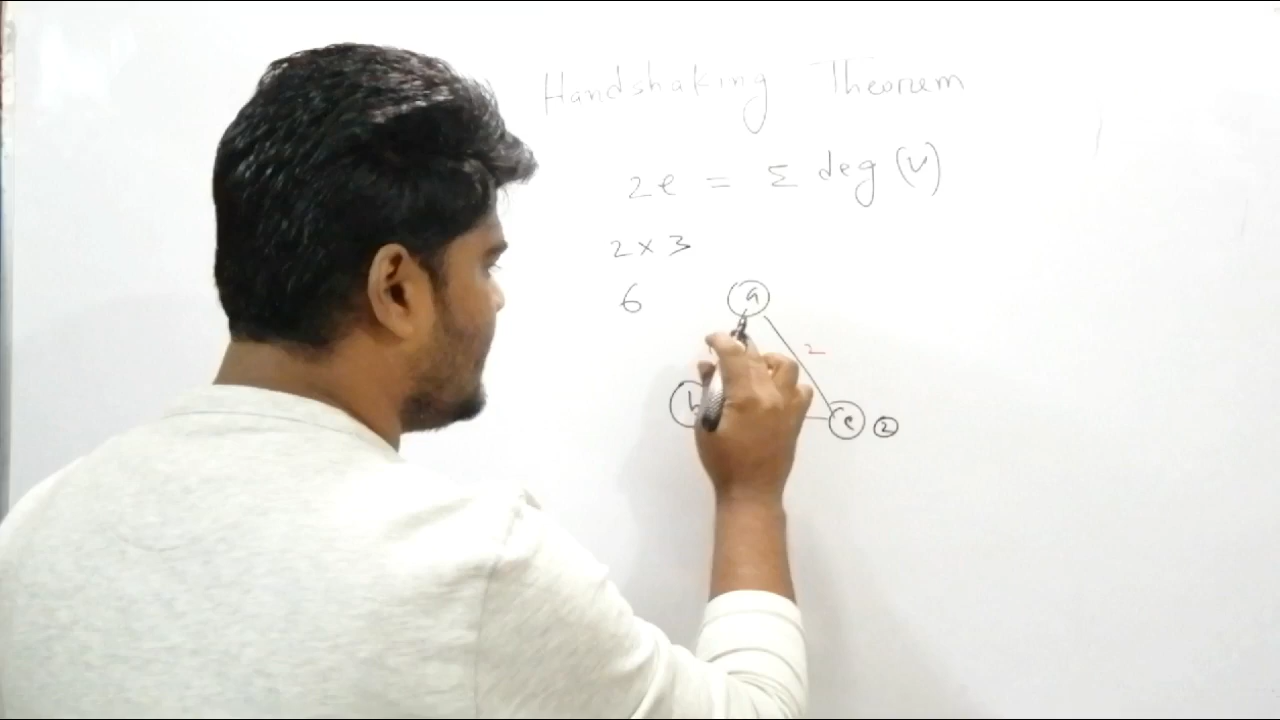 Handshaking Theorem
2e = Σ deg (v)
2 x 3
6
a
2
b
e
2